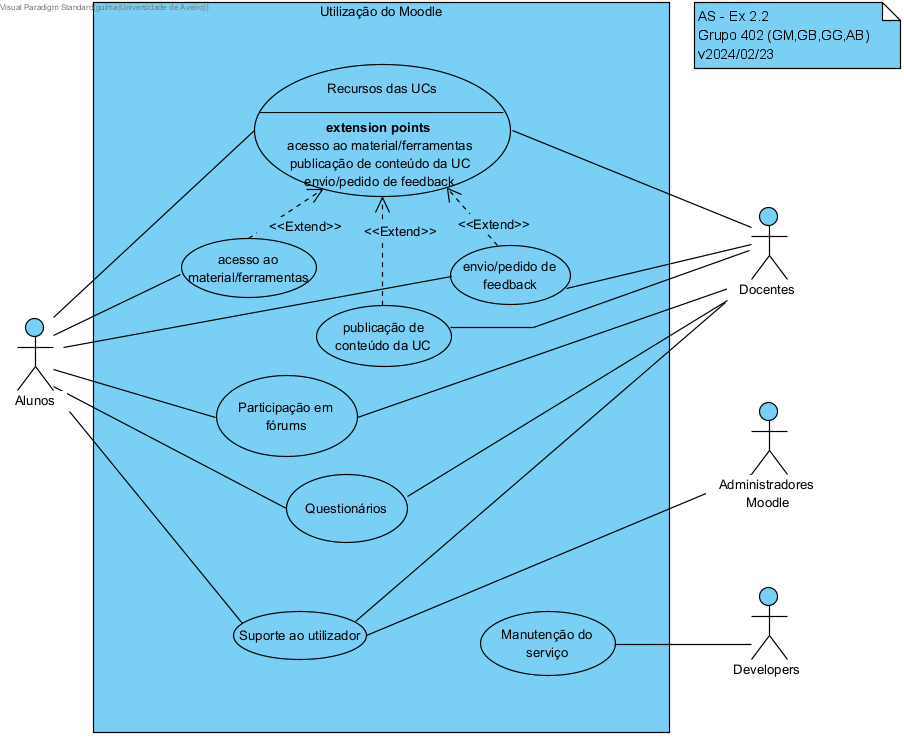 Visual Paradigm Standard(guima(Universidade de Aveiro))
Utilização do Moodle
AS - Ex 2.2
Grupo 402 (GM,GB,GG,AB)
v2024/02/23
Recursos das UCs
extension points
acesso ao material/ferramentas
publicação de conteúdo da UC
envio/pedido de feedback
<<Extend>>
<<Extend>>
<<Extend>>
acesso ao
material/ferramentas
envio/pedido de
feedback
Docentes
publicação de
conteúdo da UC
Alunos
Participação em
fórums
Administradores
Moodle
Questionários
Suporte ao utilizador
Manutenção do
serviço
Developers